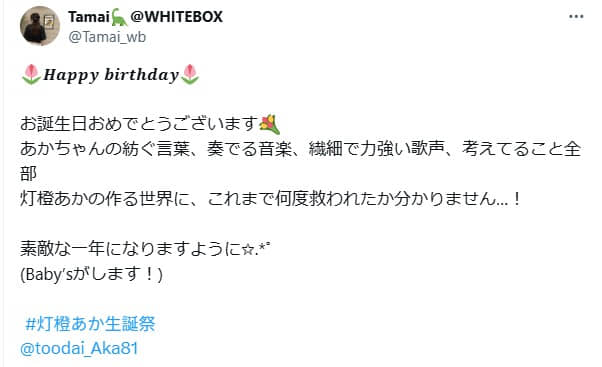 Tamai🦕@WHITEBOX
@Tamai_wb
🌷𝑯𝒂𝒑𝒑𝒚 𝒃𝒊𝒓𝒕𝒉𝒅𝒂𝒚🌷
お誕生日おめでとうございます💐
あかちゃんの紡ぐ言葉、奏でる音楽、繊細で力強い歌声、考えてること全
部
灯橙あかの作る世界に、これまで何度救われたか分かりません...！
素敵な一年になりますように☆.*ﾟ
(Baby’sがします！)
#灯橙あか生誕祭
@toodai_Aka81